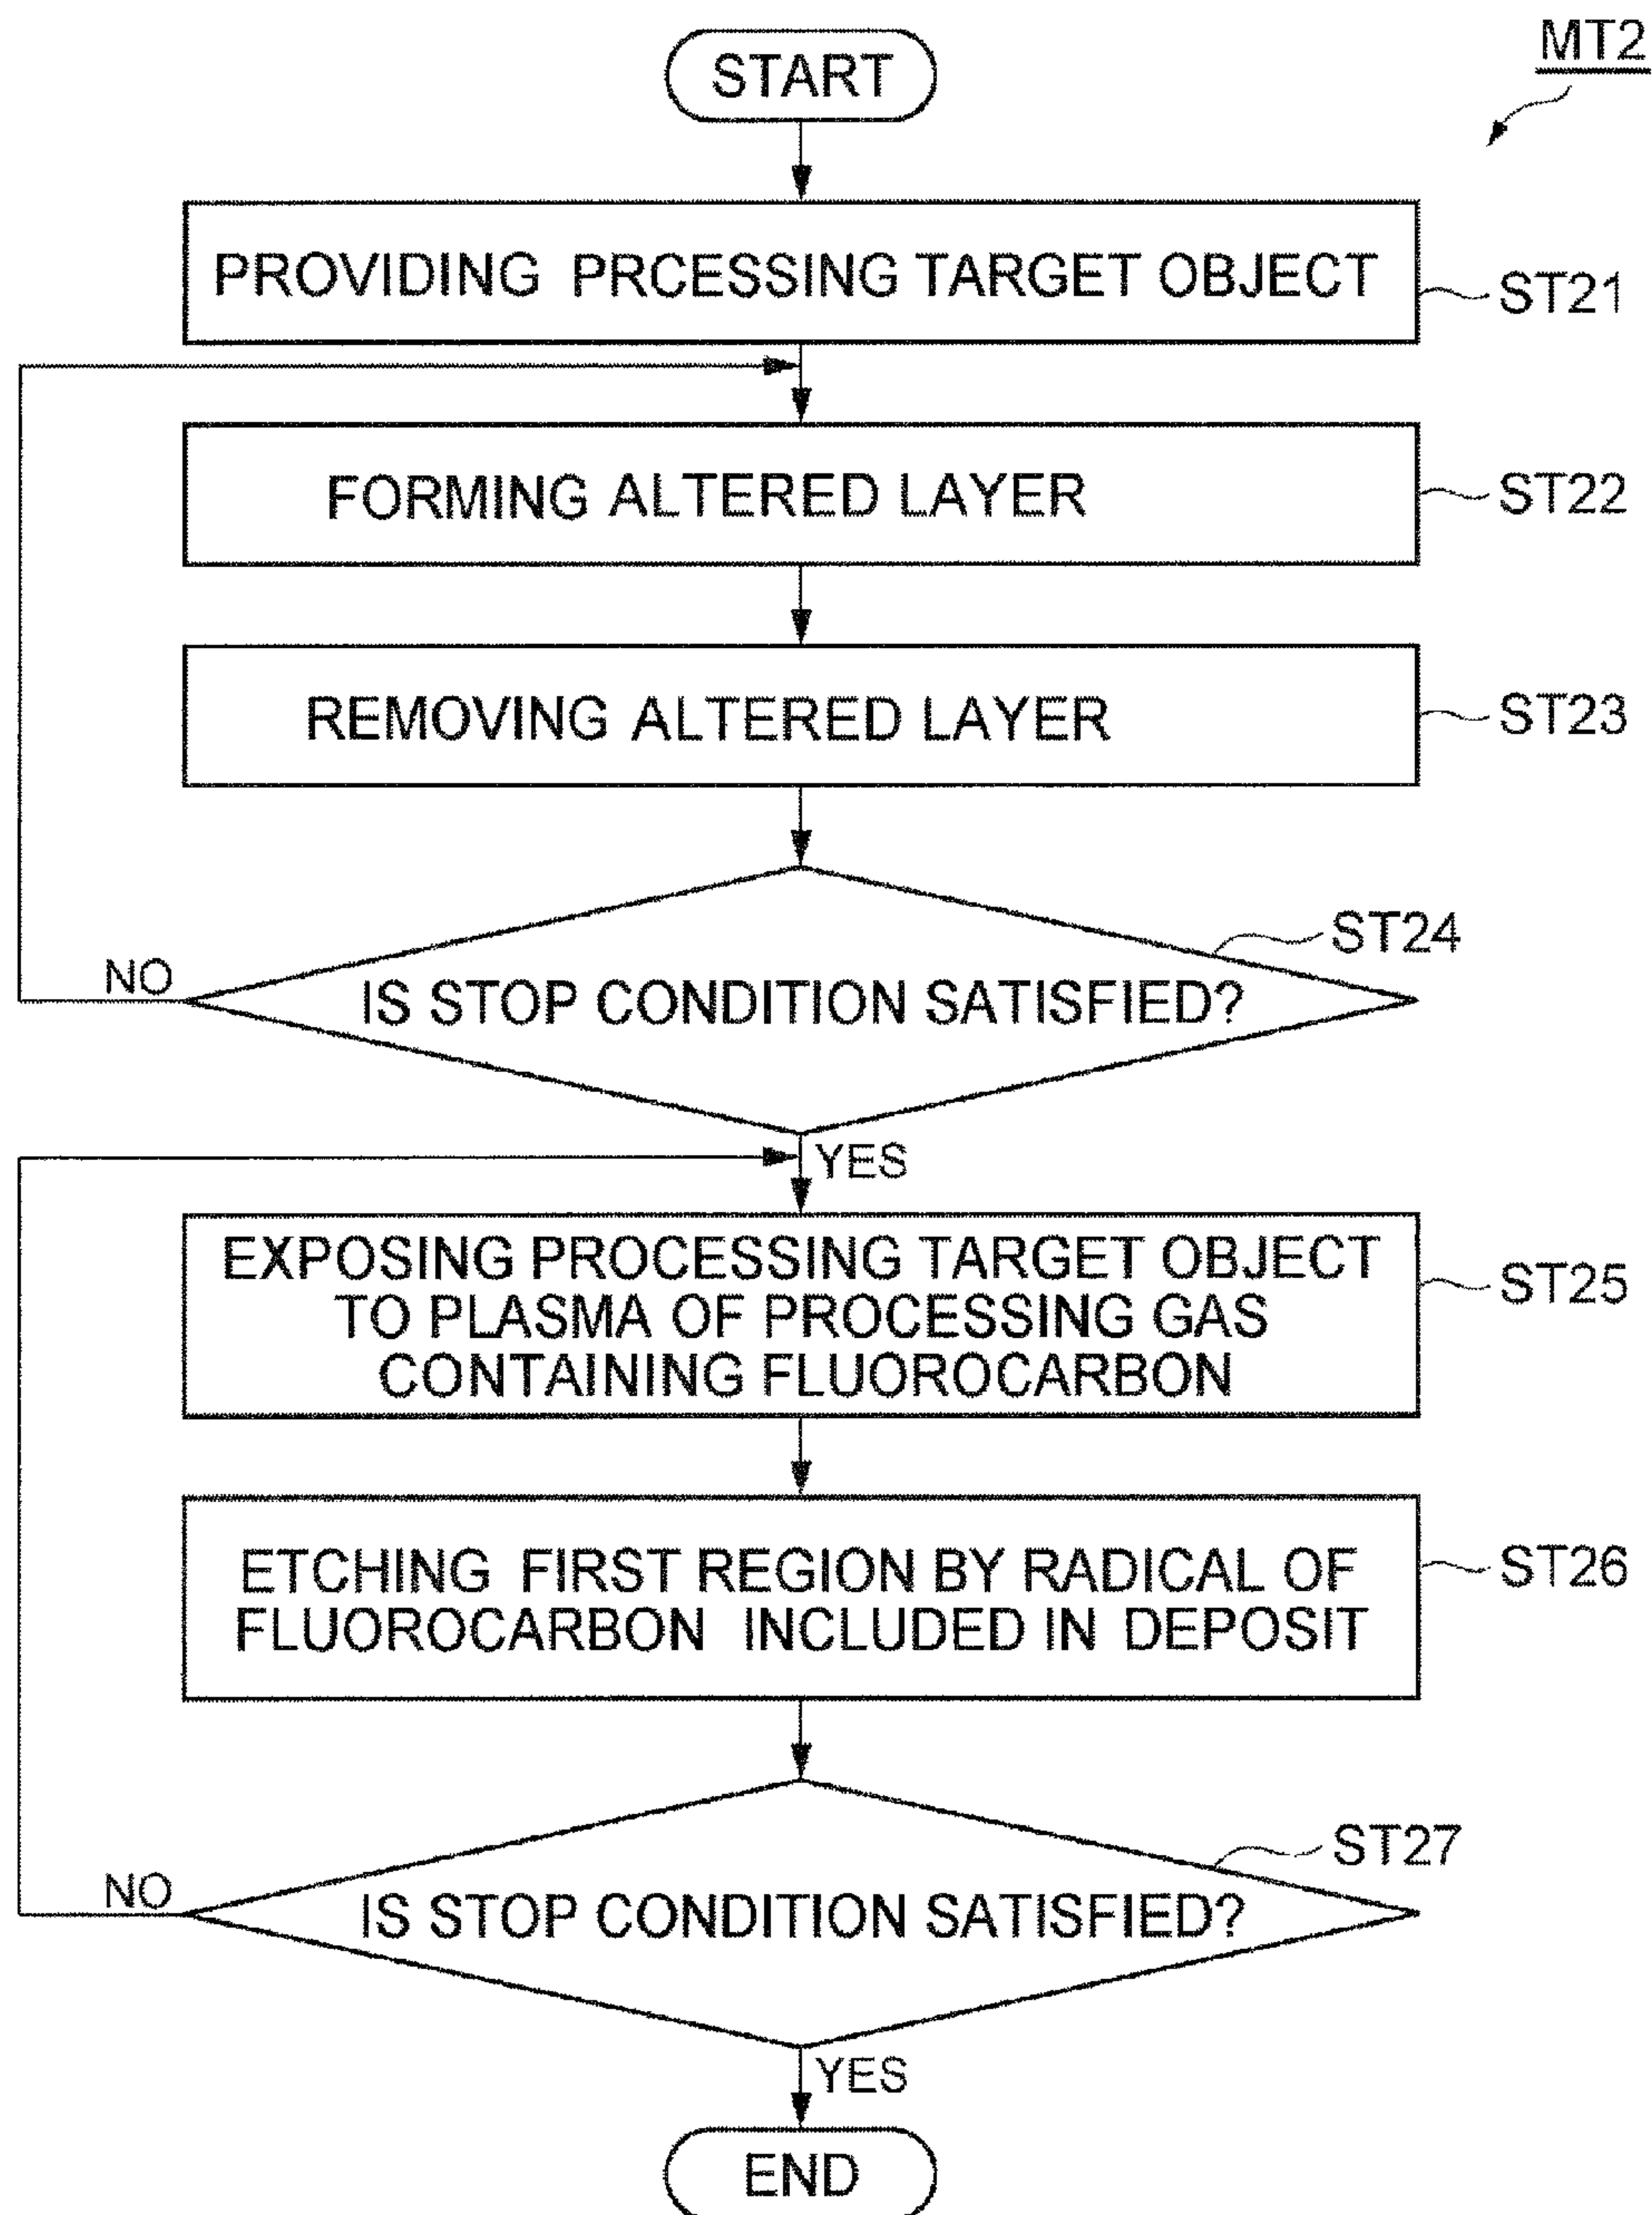 MT2
START
PROVIDING PRCESSING TARGET OBJECT
ST21
FORMING ALTERED LAYER
ST22
REMOVING ALTERED LAYER
ST23
ST24
NO
IS STOP CONDITION SATISFIED?
YES
EXPOSING PROCESSING TARGET OBJECT
TO PLASMA OF PROCESSING GAS
CONTAINING FLUOROCARBON
ST25
ETCHING FIRST REGION BY RADICAL OF
FLUOROCARBON INCLUDED IN DEPOSIT
ST26
ST27
NO
IS STOP CONDITION SATISFIED?
YES
END